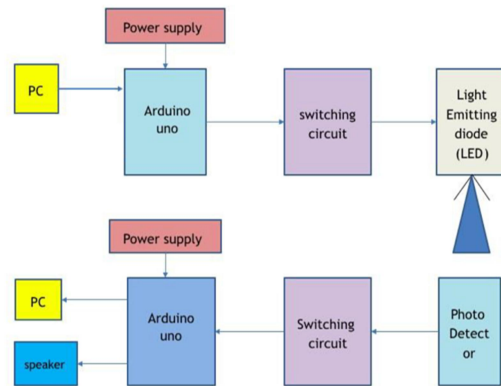 Power supply
PC
Arduino
uno
switching
circuit
Light
Emitting
diode
(LED)
Power supply
PC
speaker
Arduino
uno
Switching
circuit
Photo
Detect
or